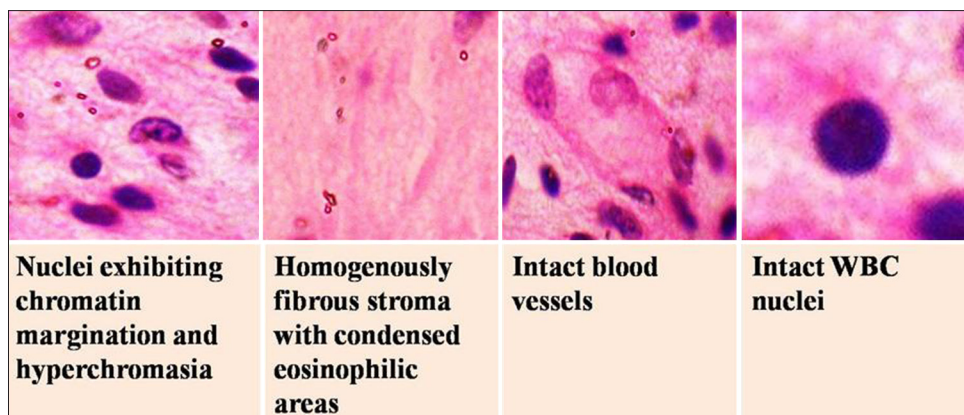 Nuclei exhibiting
chromatin
margination and
hyperchromasia
Homogenously
fibrous stroma
with condensed
eosinophilic
areas
Intact blood
vessels
Intact WBC
nuclei